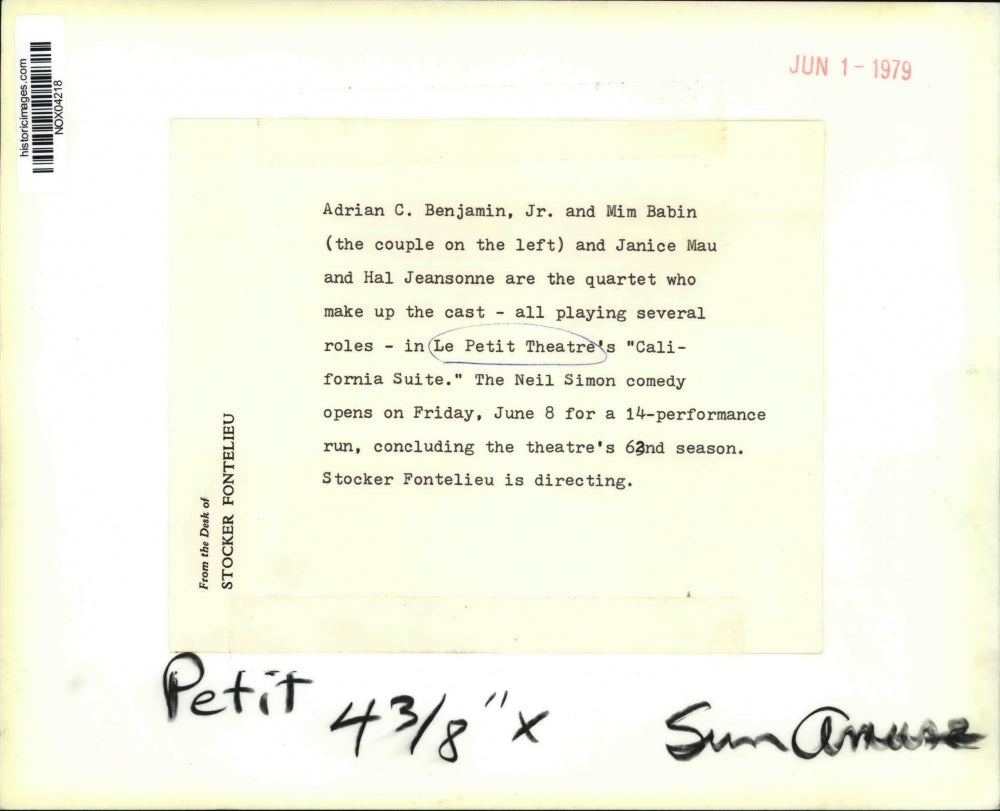 historicimages.com
NOX04218
JUN 1 - 1979
Adrian C. Benjamin, Jr. and Mim Babin
(the couple on the left) and Janice Mau
and Hal Jeansonne are the quartet who
make up the cast - all playing several
roles - in Le Petit Theatre's "Cali-
fornia Suite." The Neil Simon comedy
opens on Friday, June 8 for a 14-performance
run, concluding the theatre's 62nd season.
Stocker Fontelieu is directing.
From the Desk of
STOCKER FONTELIEU
Petit 4 3/8" x Sun Amuse